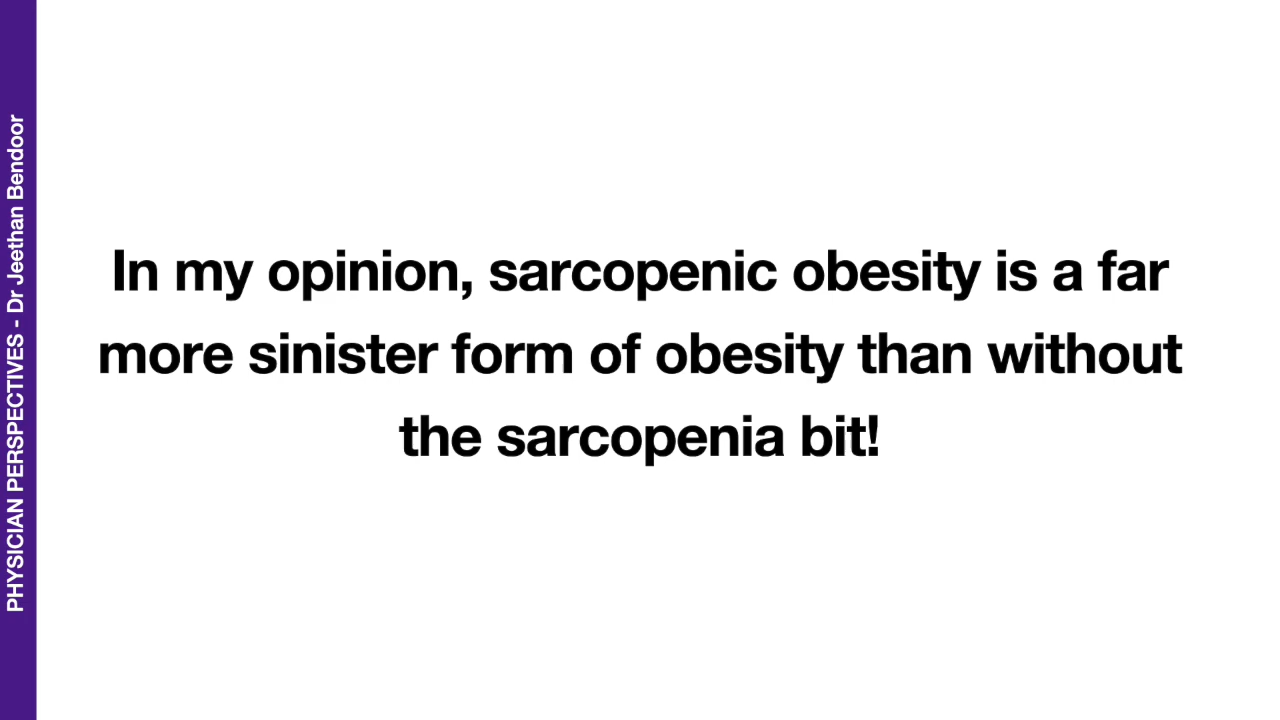 PHYSICIAN PERSPECTIVES - Dr Jeethan Bendoor
In my opinion, sarcopenic obesity is a far
more sinister form of obesity than without
the sarcopenia bit!